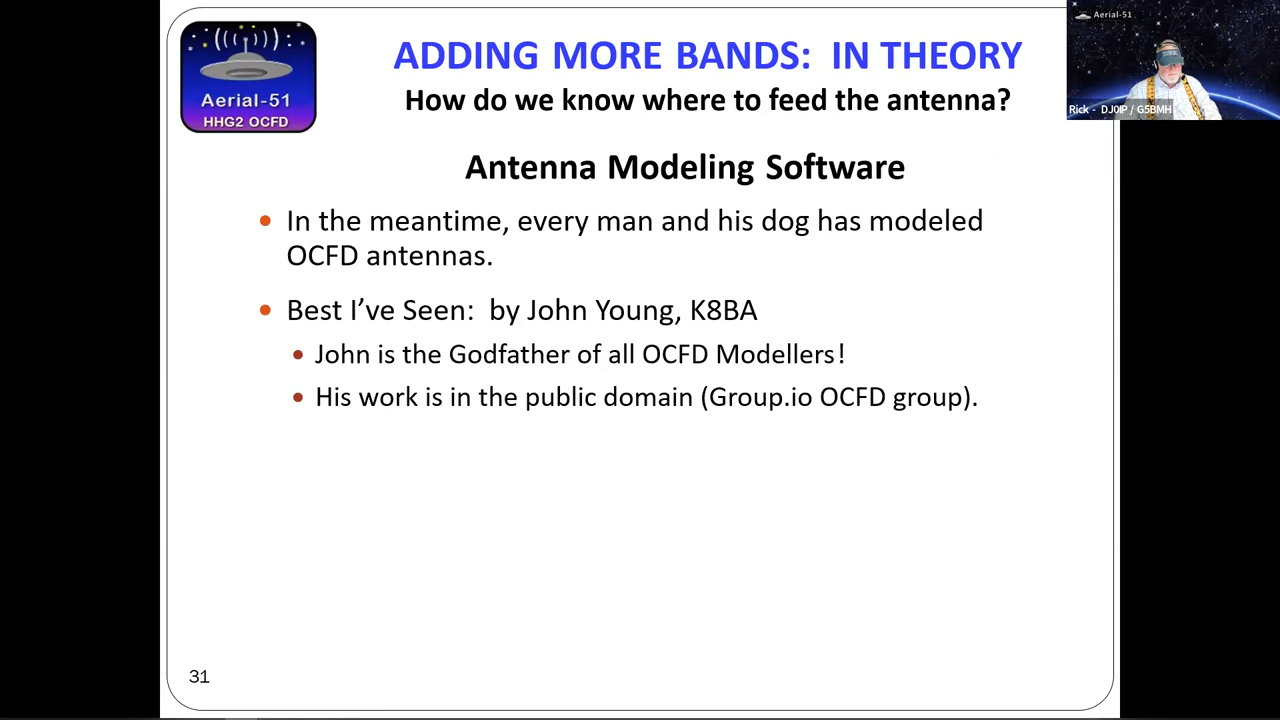 ADDING MORE BANDS: IN THEORY
How do we know where to feed the antenna?
Aerial-51
HHG2 OCFD
Aerial-51
Rick - DJ0IP / G5BMH
Antenna Modeling Software
• In the meantime, every man and his dog has modeled
OCFD antennas.
• Best I’ve Seen: by John Young, K8BA
• John is the Godfather of all OCFD Modellers!
• His work is in the public domain (Group.io OCFD group).
31